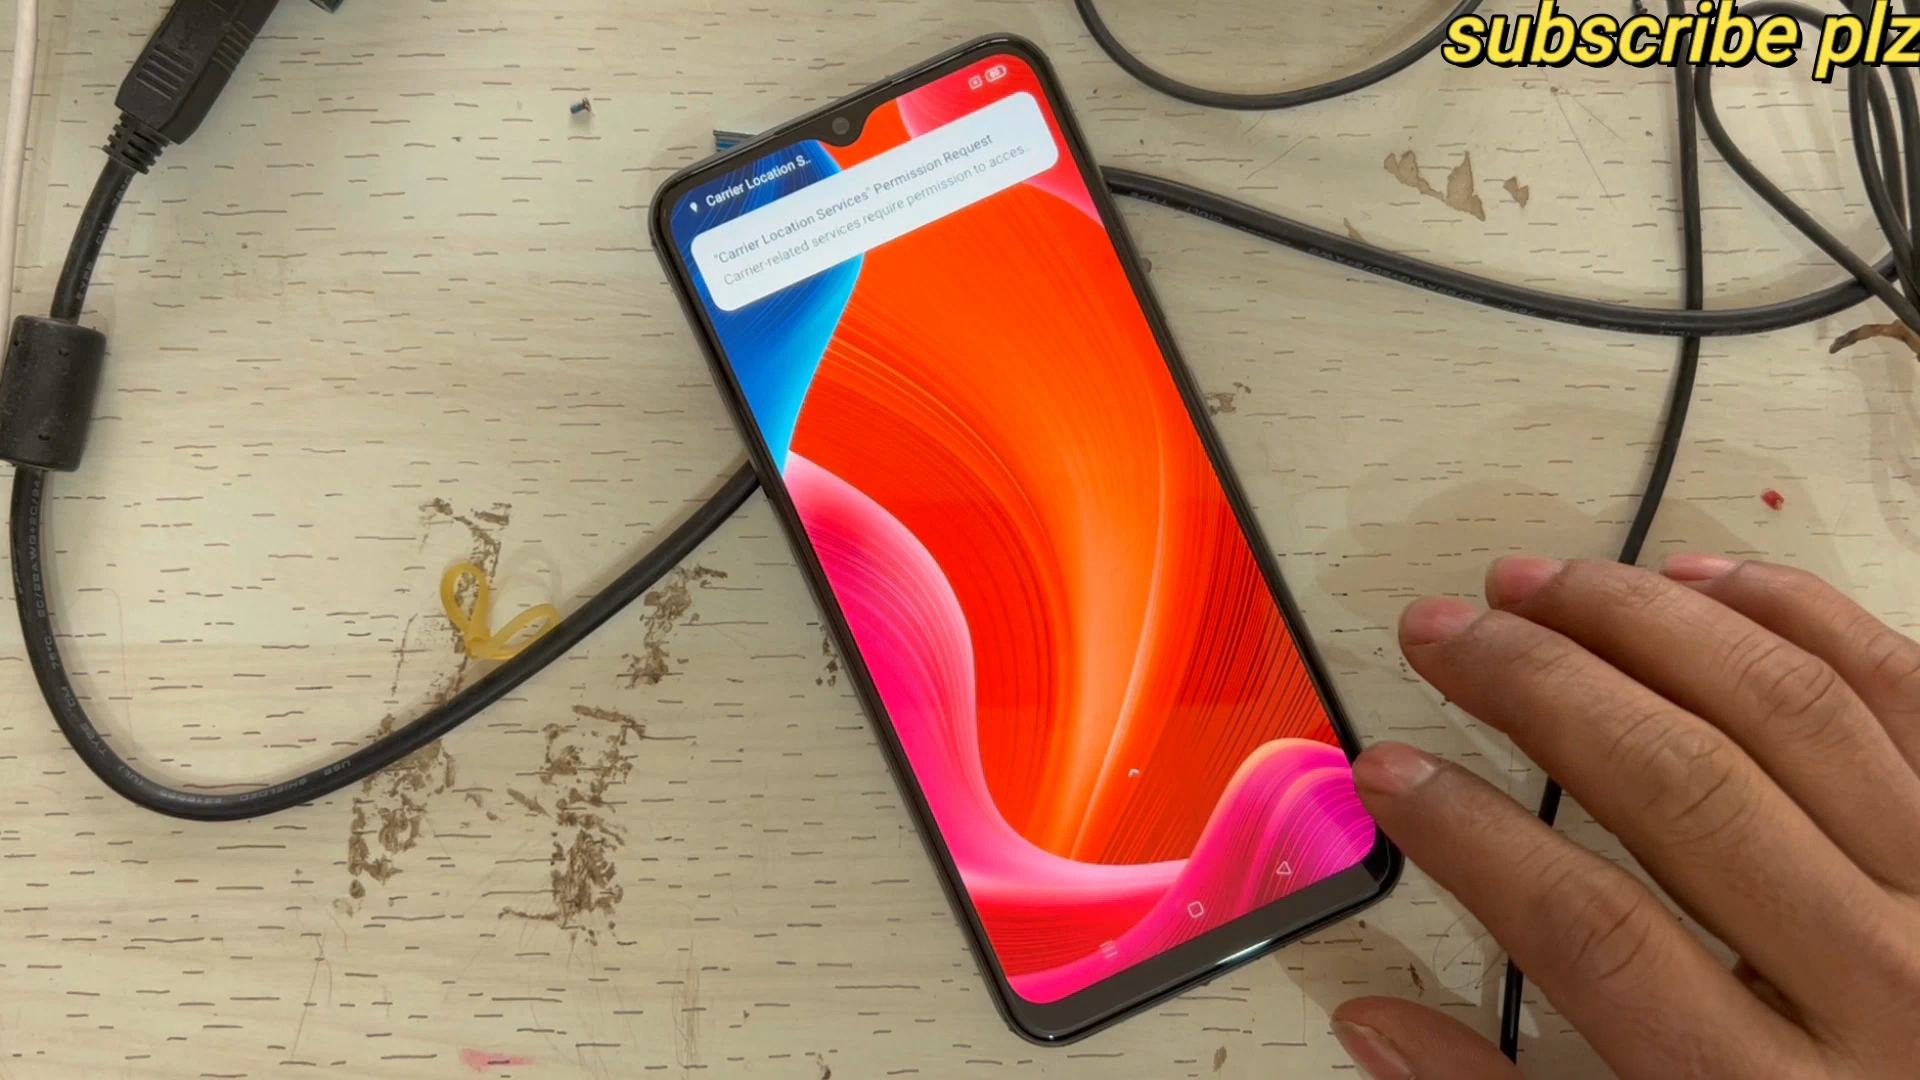 subscribe plz
Carrier Location S..
"Carrier Location Services" Permission Request
Carrier-related services require permission to acces..